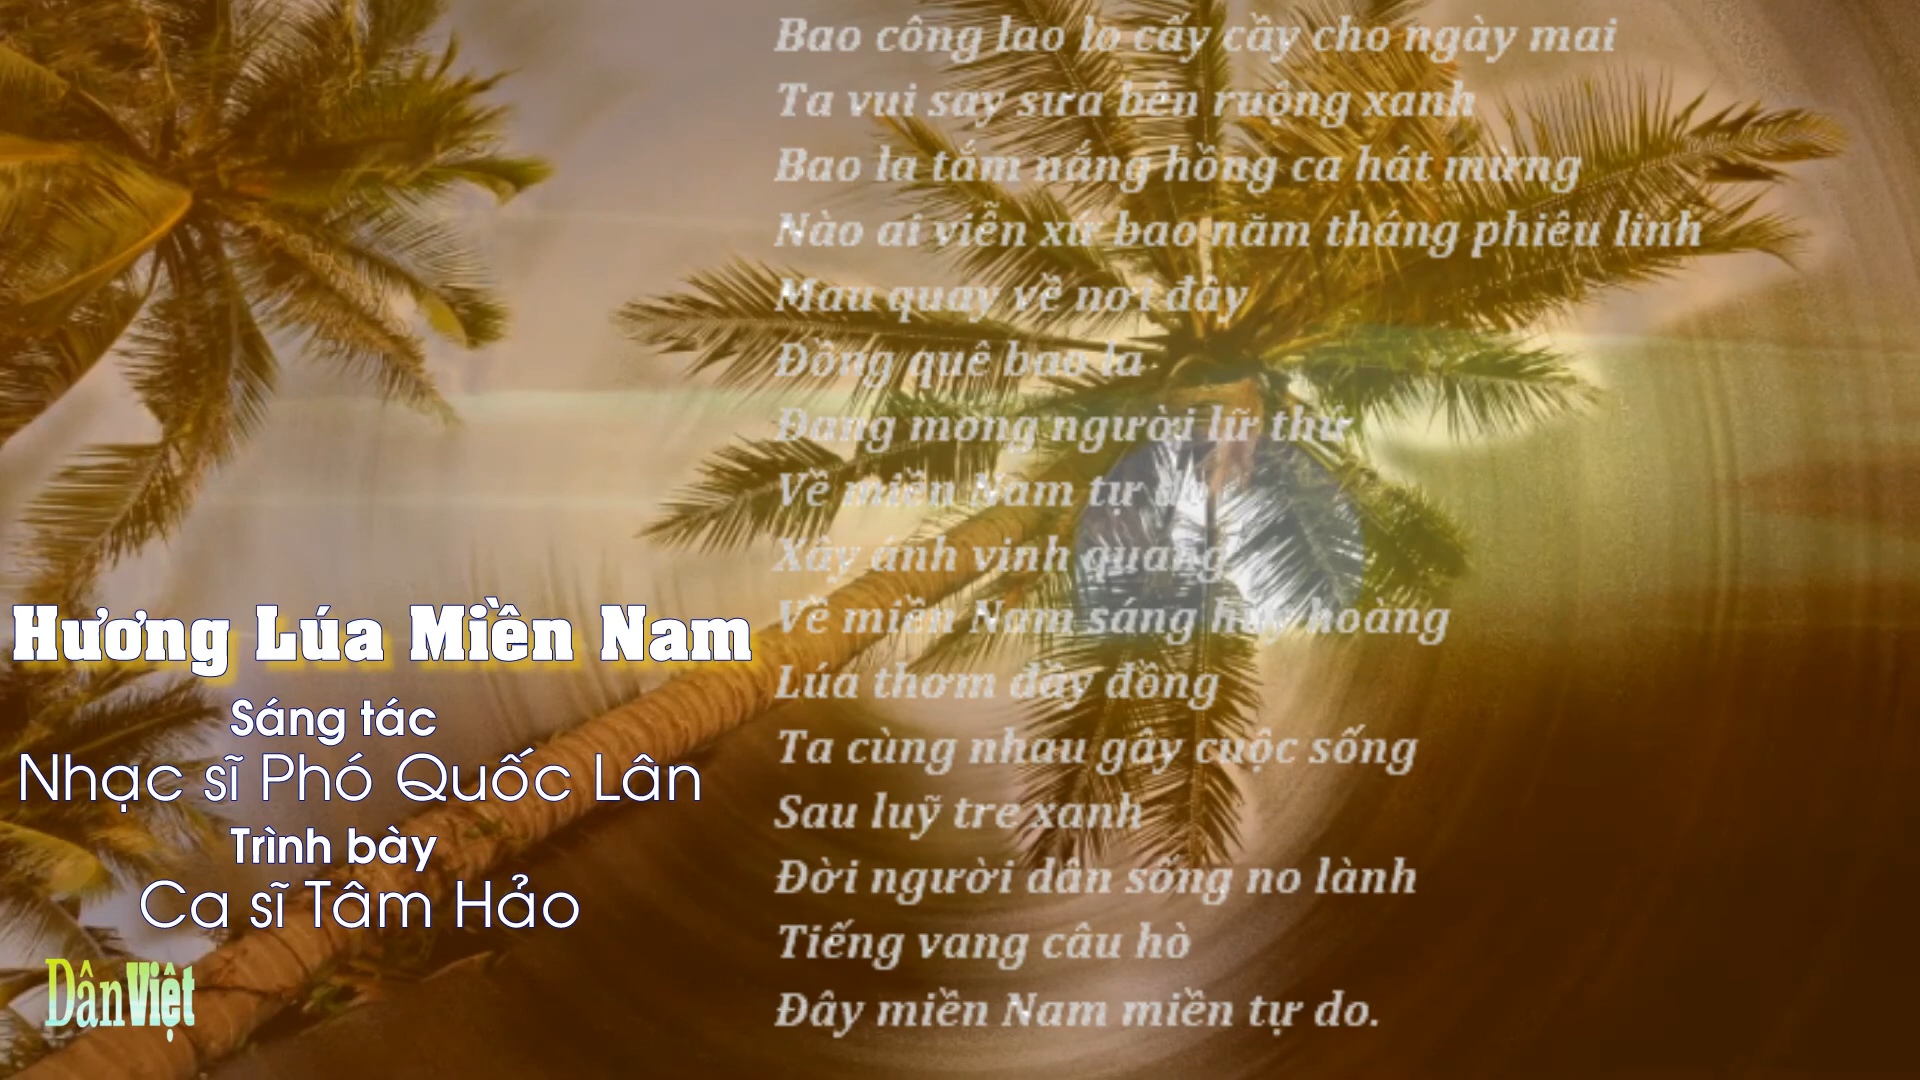 Bao công lao lo cấy cầy cho ngày mai
Ta vui say sưa bên ruộng xanh
Bao la tắm nắng hồng ca hát mừng
Nào ai viễn xứ bao năm tháng phiêu linh
Mau quay về nơi đây
Đồng quê bao la
Đang mong người lữ thứ
Về miền Nam tự do
Xây ánh vinh quang
Về miền Nam sáng huy hoàng
Lúa thơm đầy đồng
Ta cùng nhau gây cuộc sống
Sau luỹ tre xanh
Đời người dân sống no lành
Tiếng vang câu hò
Đây miền Nam miền tự do.
Hương Lúa Miền Nam
Sáng tác
Nhạc sĩ Phó Quốc Lân
Trình bày
Ca sĩ Tâm Hảo
DânViệt